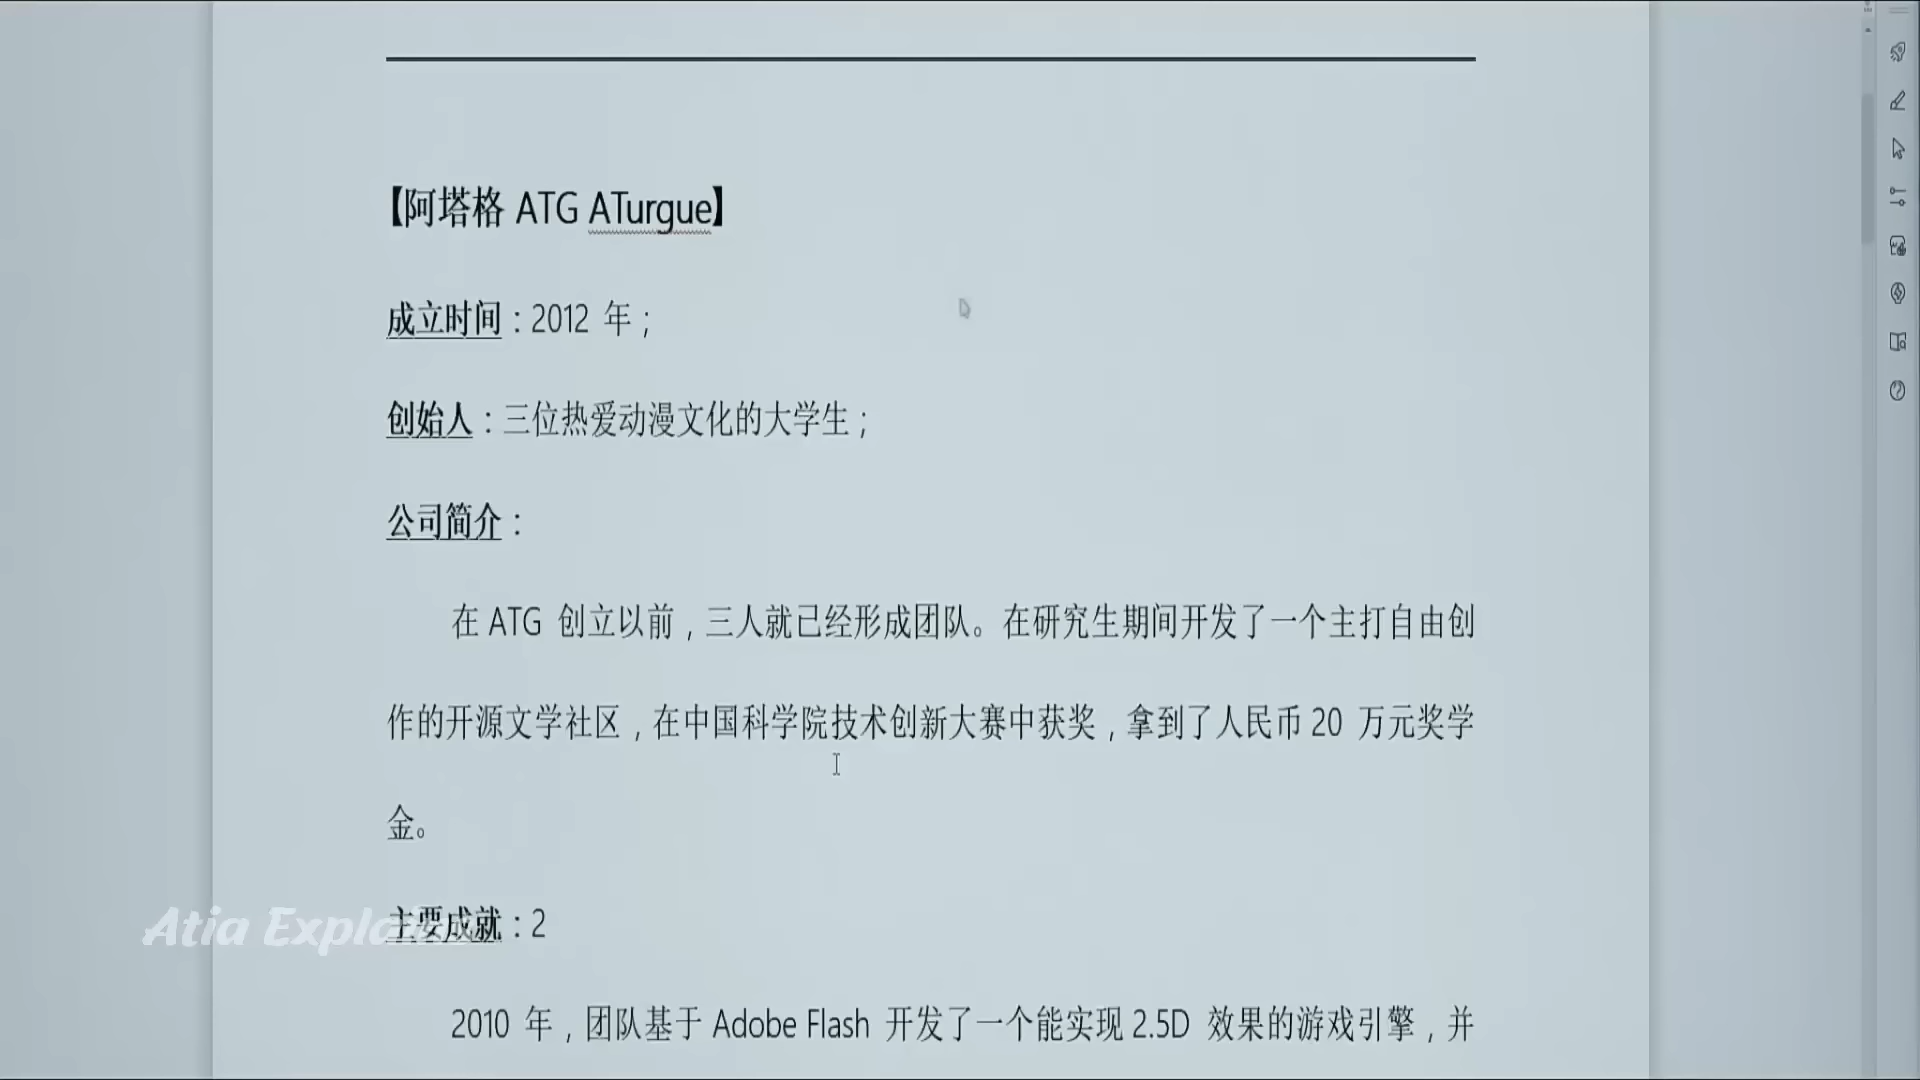 【阿塔格 ATG ATurgue】
成立时间：2012 年；
创始人：三位热爱动漫文化的大学生；
公司简介：
在 ATG 创立以前，三人就已经形成团队。在研究生期间开发了一个主打自由创
作的开源文学社区，在中国科学院技术创新大赛中获奖，拿到了人民币 20 万元奖学
金。
主要成就：2
2010 年，团队基于 Adobe Flash 开发了一个能实现 2.5D 效果的游戏引擎，并
Atia